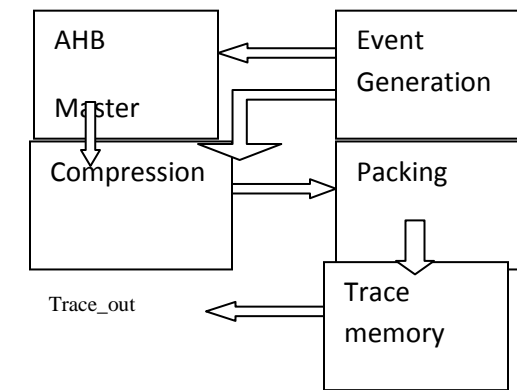 AHB
Master
Event
Generation
Compression
Packing
Trace_out
Trace
memory